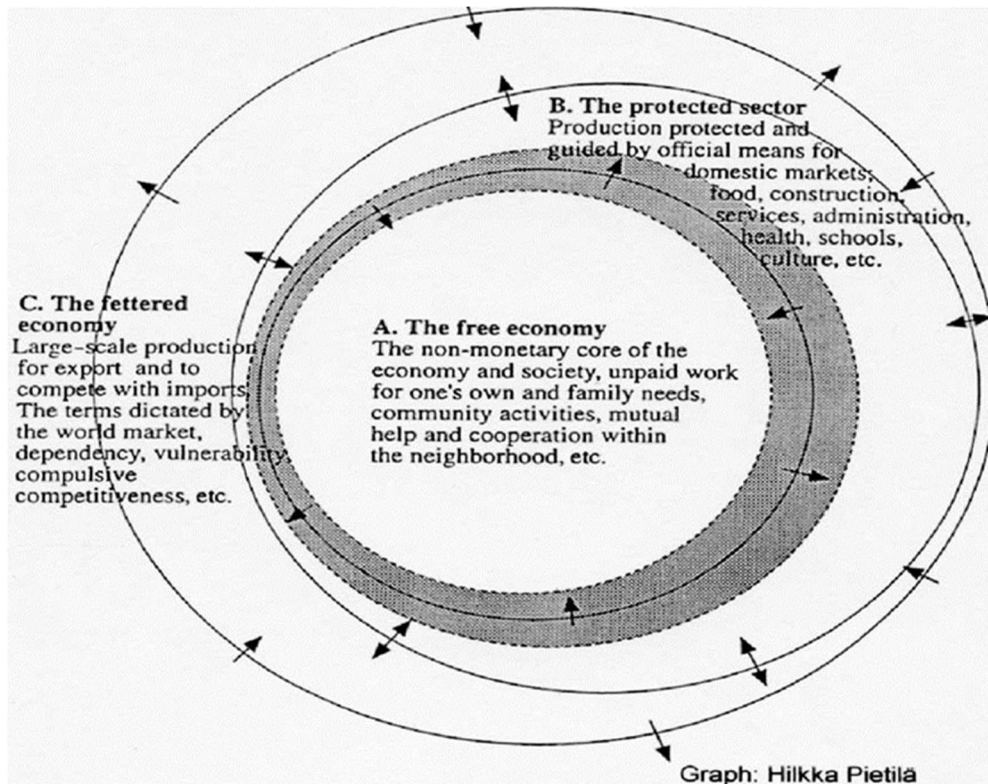 B. The protected sector
Production protected and
guided by official means for
domestic markets;
food, construction,
services, administration,
health, schools,
culture, etc.
C. The fettered
economy
Large-scale production
for export and to
compete with imports.
The terms dictated by
the world market,
dependency, vulnerability,
compulsive
competitiveness, etc.
A. The free economy
The non-monetary core of the
economy and society, unpaid work
for one's own and family needs,
community activities, mutual
help and cooperation within
the neighborhood, etc.
Graph: Hilkka Pietilä